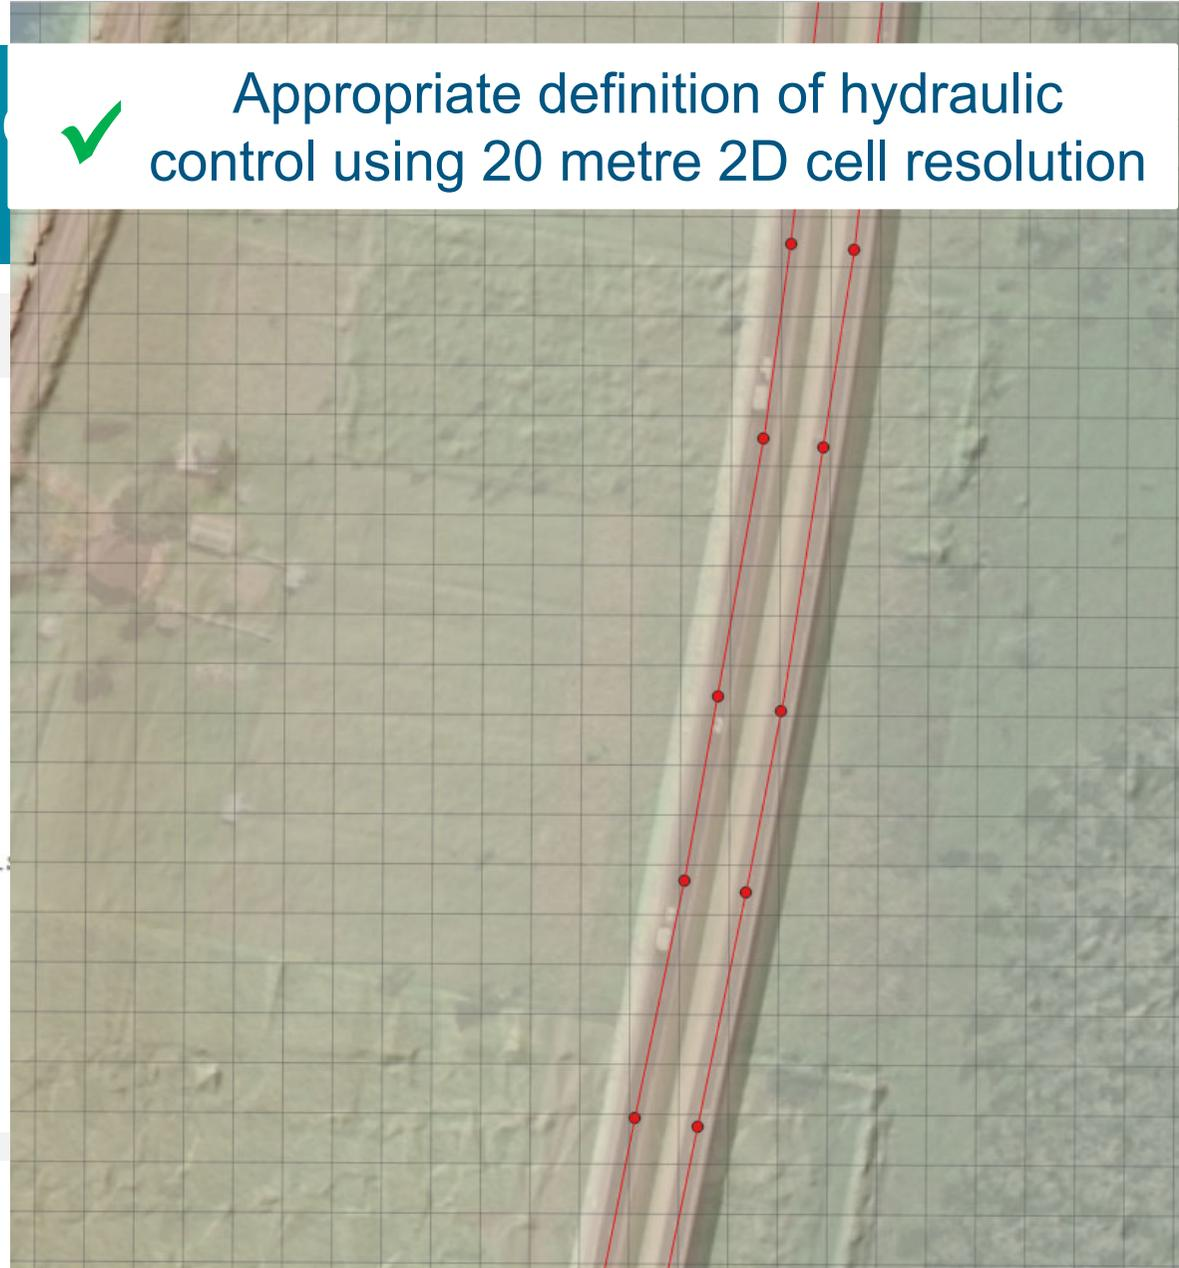 Appropriate definition of hydraulic
control using 20 metre 2D cell resolution